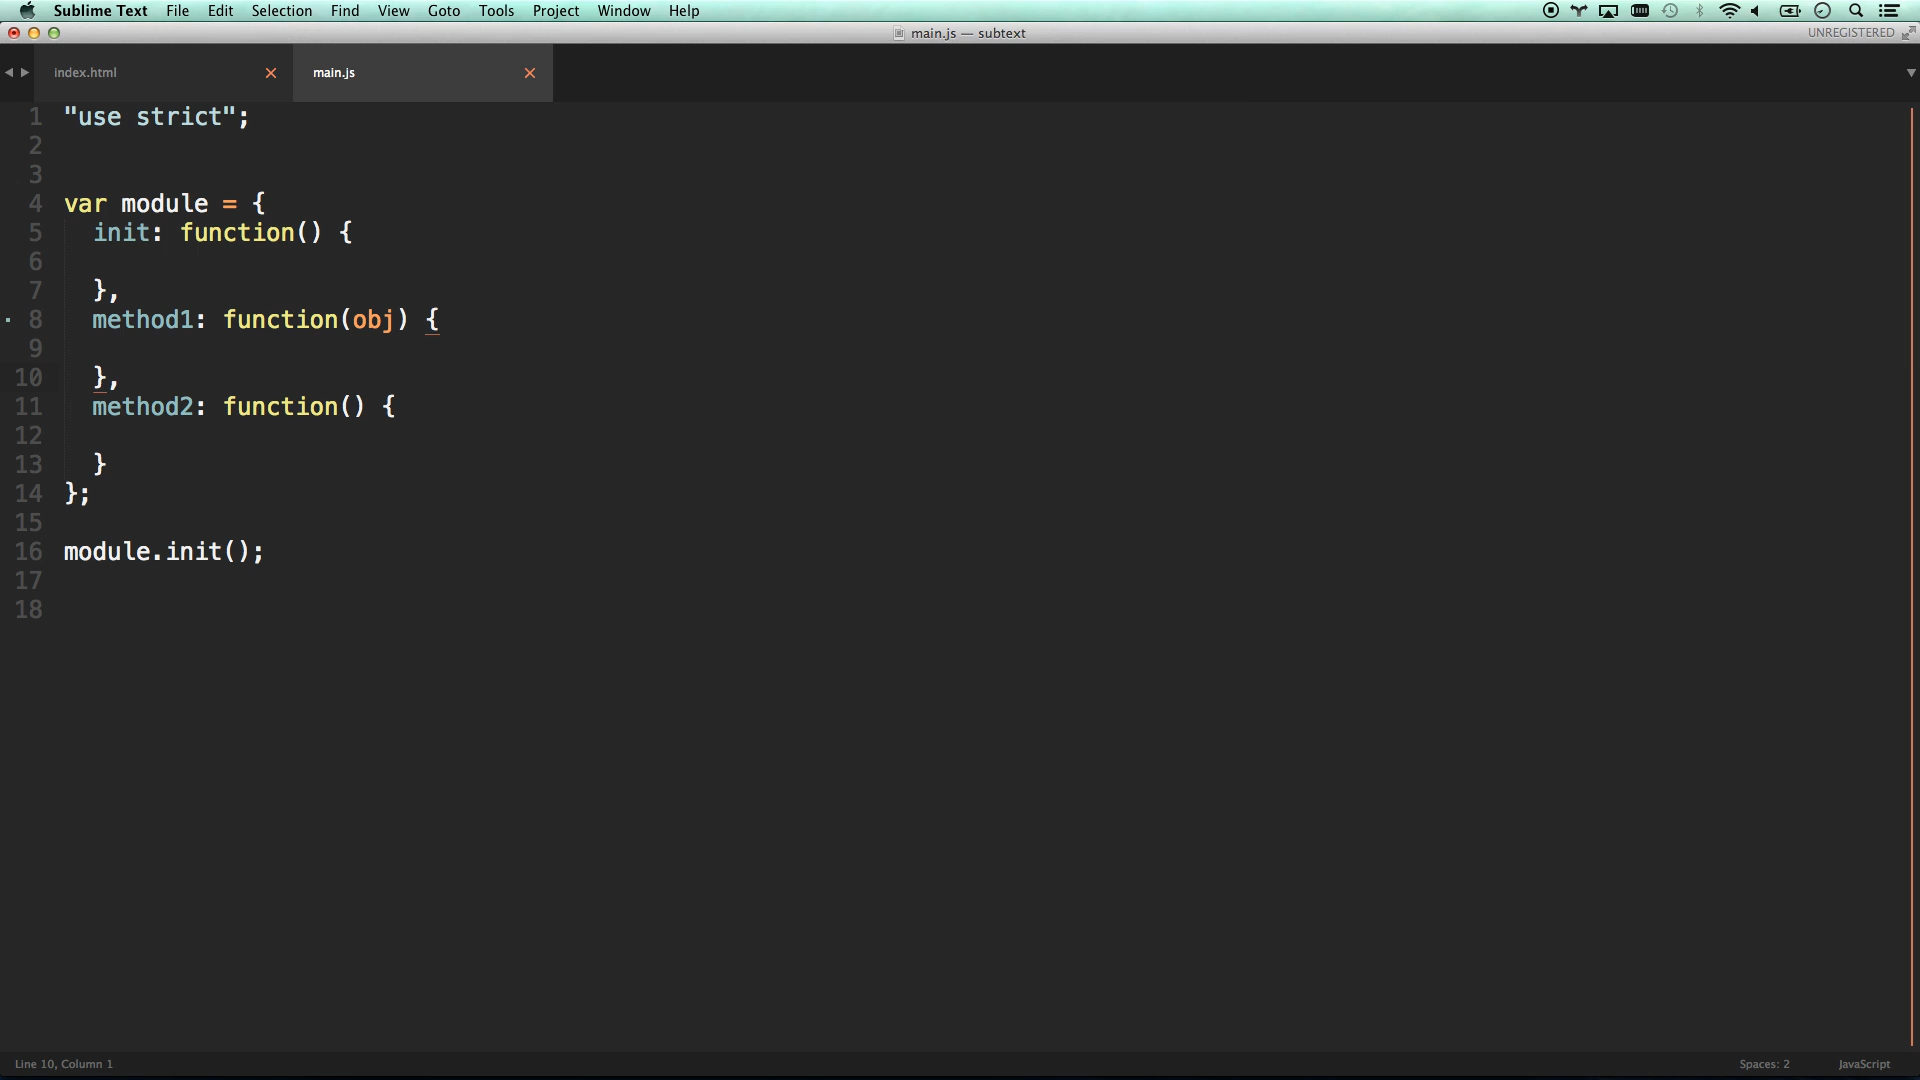 Sublime Text File Edit Selection Find View Goto Tools Project Window Help
main.js — subtext
UNREGISTERED
index.html
main.js
1 "use strict";
2
3
4 var module = {
5 init: function() {
6
7 },
8 method1: function(obj) {
9
10 },
11 method2: function() {
12
13 }
14 };
15
16 module.init();
17
18
Line 10, Column 1
Spaces: 2
JavaScript